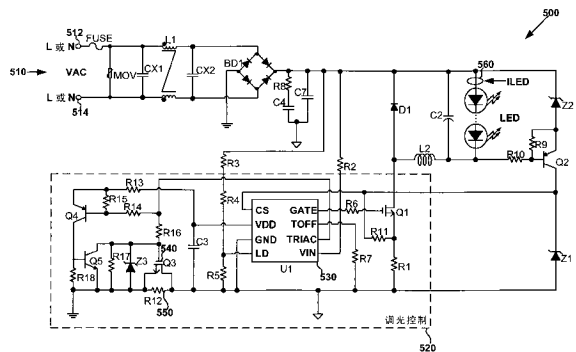 500
512
L 或 N
FUSE
L1
510
VAC
MOV
CX1
CX2
BD1
L 或 N
514
R8
C4
C7
D1
C2
560
ILED
LED
Z2
R9
L2
R10
Q2
R3
R2
R13
R4
Q4
R15
R14
CS
GATE
R6
Q1
VDD
TOFF
R16
C3
GND
TRIAC
R11
540
Q5
R17
Z3
Q3
LD
VIN
R7
R1
Z1
R18
R5
U1
530
R12
550
调光控制
520